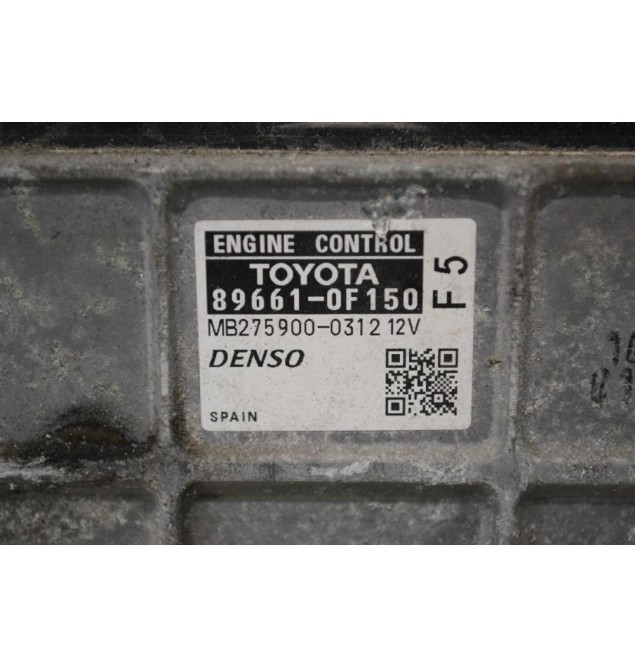 ENGINE CONTROL
TOYOTA
89661-0F150
F5
MB275900-0312 12V
DENSO
SPAIN